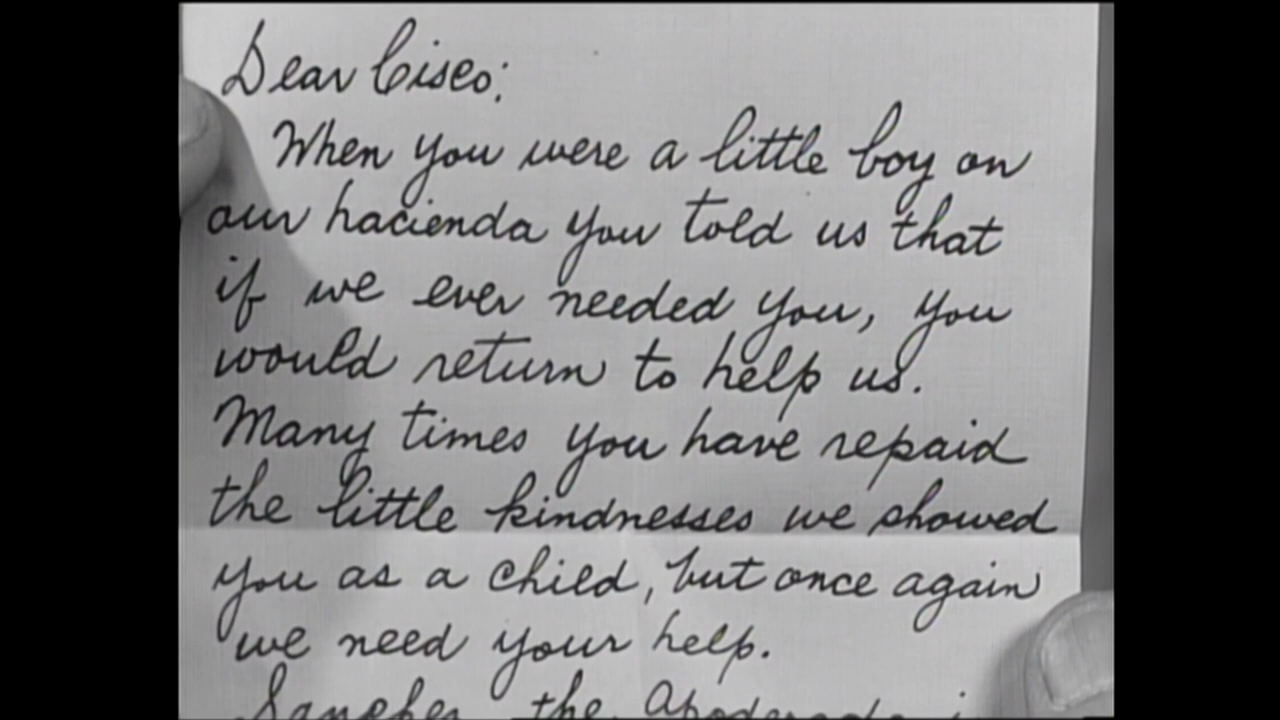 Dear Cisco:
When you were a little boy on
our hacienda you told us that
if we ever needed you, you
would return to help us.
Many times you have repaid
the little kindnesses we showed
you as a child, but once again
we need your help.
the